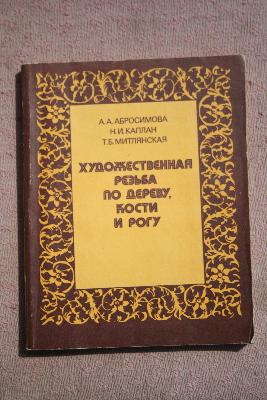 А. А. АБРОСИМОВА
Н. И. КАПЛАН
Т. Б. МИТЛЯНСКАЯ
ХУДОЖЕСТВЕННАЯ
РЕЗЬБА
ПО ДЕРЕВУ,
КОСТИ
И РОГУ